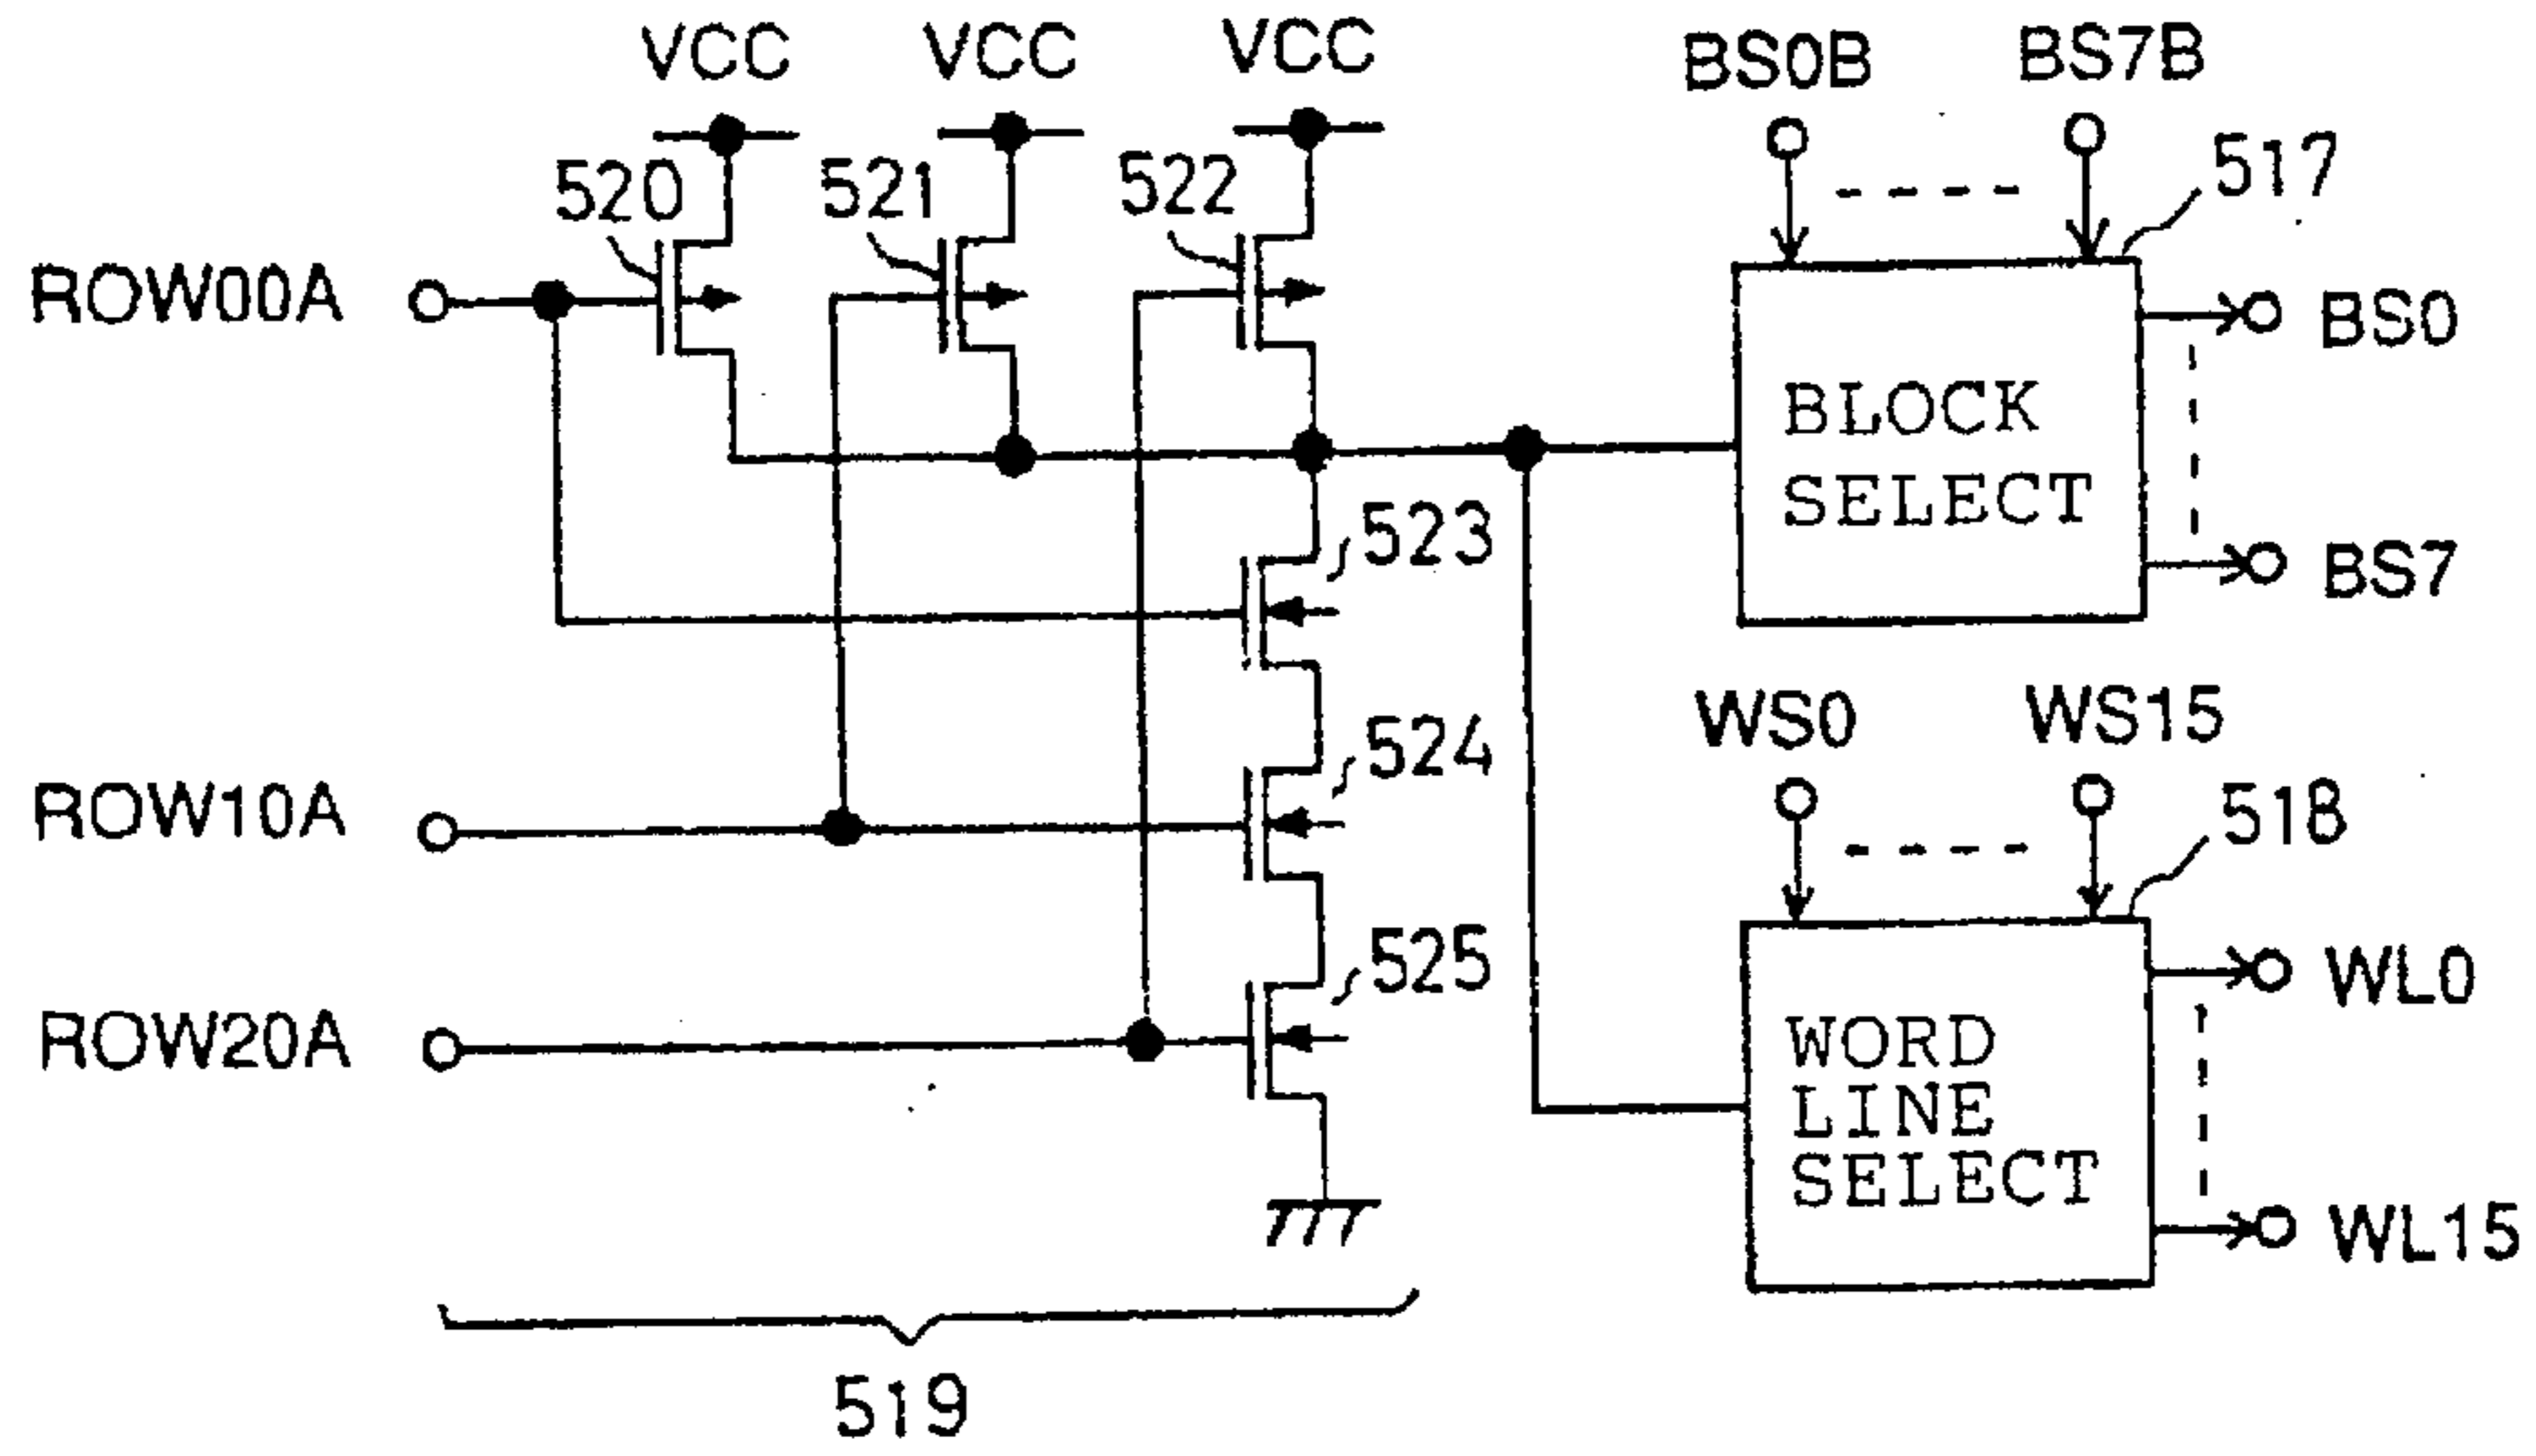 VCC VCC VCC
BS0B BS7B
520 521 522
517
ROW00A
BS0
BLOCK
SELECT
BS7
523
WS0 WS15
524
518
ROW10A
525
WL0
ROW20A
WORD
LINE
SELECT
WL15
519